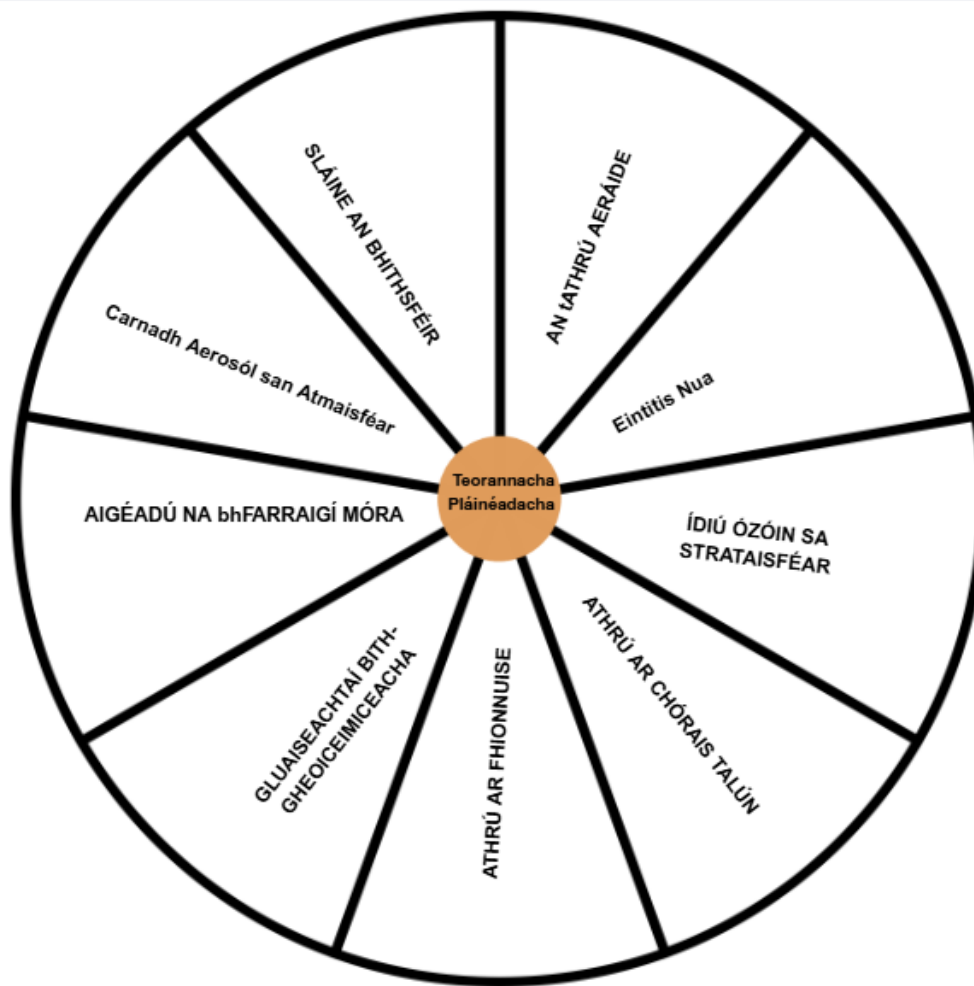 Teorannacha
Pláinéadacha
AN tATHRÚ AERÁIDE
Eintitis Nua
ÍDIÚ ÓZÓIN SA
STRATAISFÉAR
ATHRÚ AR CHÓRAIS TALÚN
ATHRÚ AR FHIONNUISE
GLUAISEACHTAÍ BITH-
GHEOICEIMICEACHA
AIGÉADÚ NA bhFARRAIGÍ MÓRA
Carnadh Aerosól san Atmaisféar
SLÁINE AN BHITHSFÉIR